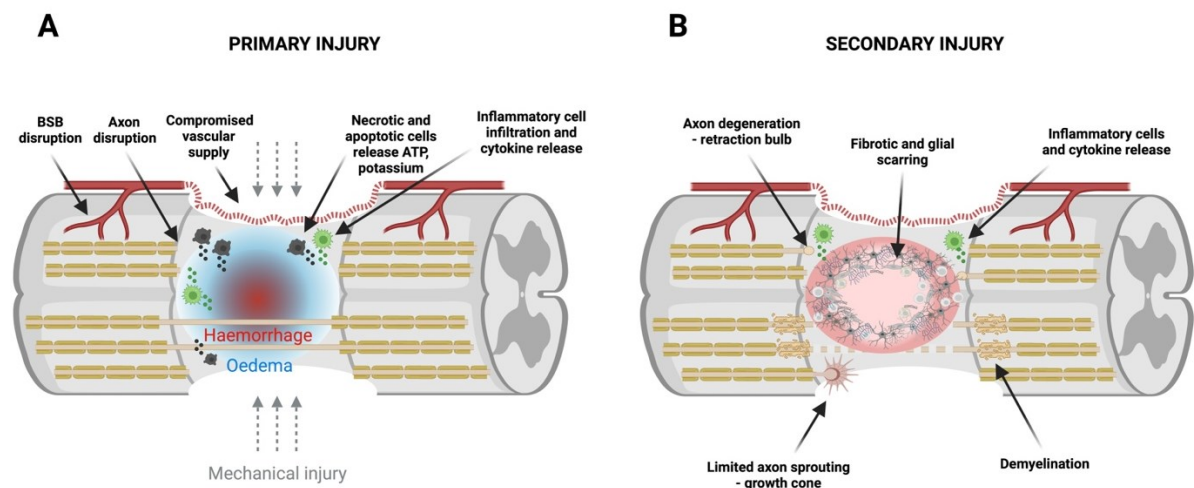 A
PRIMARY INJURY
BSB
disruption
Axon
disruption
Compromised
vascular
supply
Necrotic and
apoptotic cells
release ATP,
potassium
Inflammatory cell
infiltration and
cytokine release
Haemorrhage
Oedema
Mechanical injury
B
SECONDARY INJURY
Axon degeneration
- retraction bulb
Fibrotic and glial
scarring
Inflammatory cells
and cytokine release
Limited axon sprouting
- growth cone
Demyelination